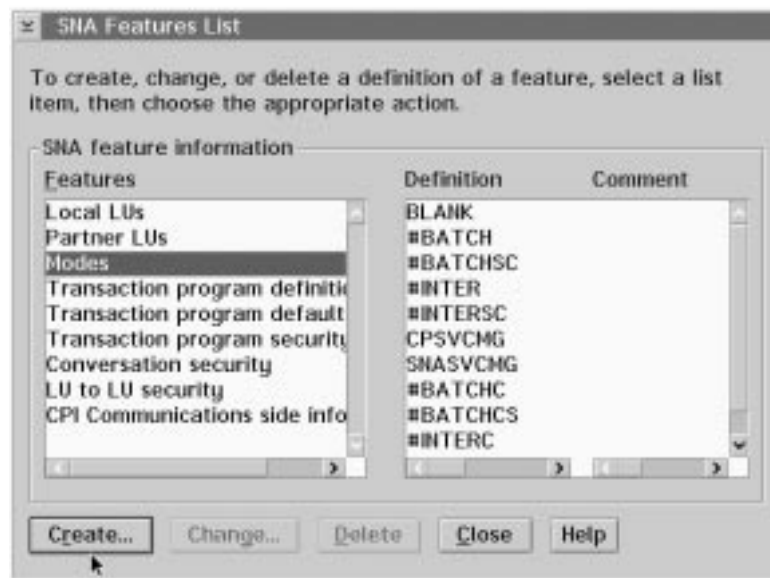 SNA Features List
To create, change, or delete a definition of a feature, select a list
item, then choose the appropriate action.
SNA feature information
Features
Local LUs
Partner LUs
Modes
Transaction program definiti
Transaction program default
Transaction program security
Conversation security
LU to LU security
CPI Communications side info
Definition
BLANK
#BATCH
#BATCHSC
#INTER
#INTERSC
CPSVCMG
SNASVCMG
#BATCHC
#BATCHCS
#INTERC
Comment
Create...
Change...
Delete
Close
Help